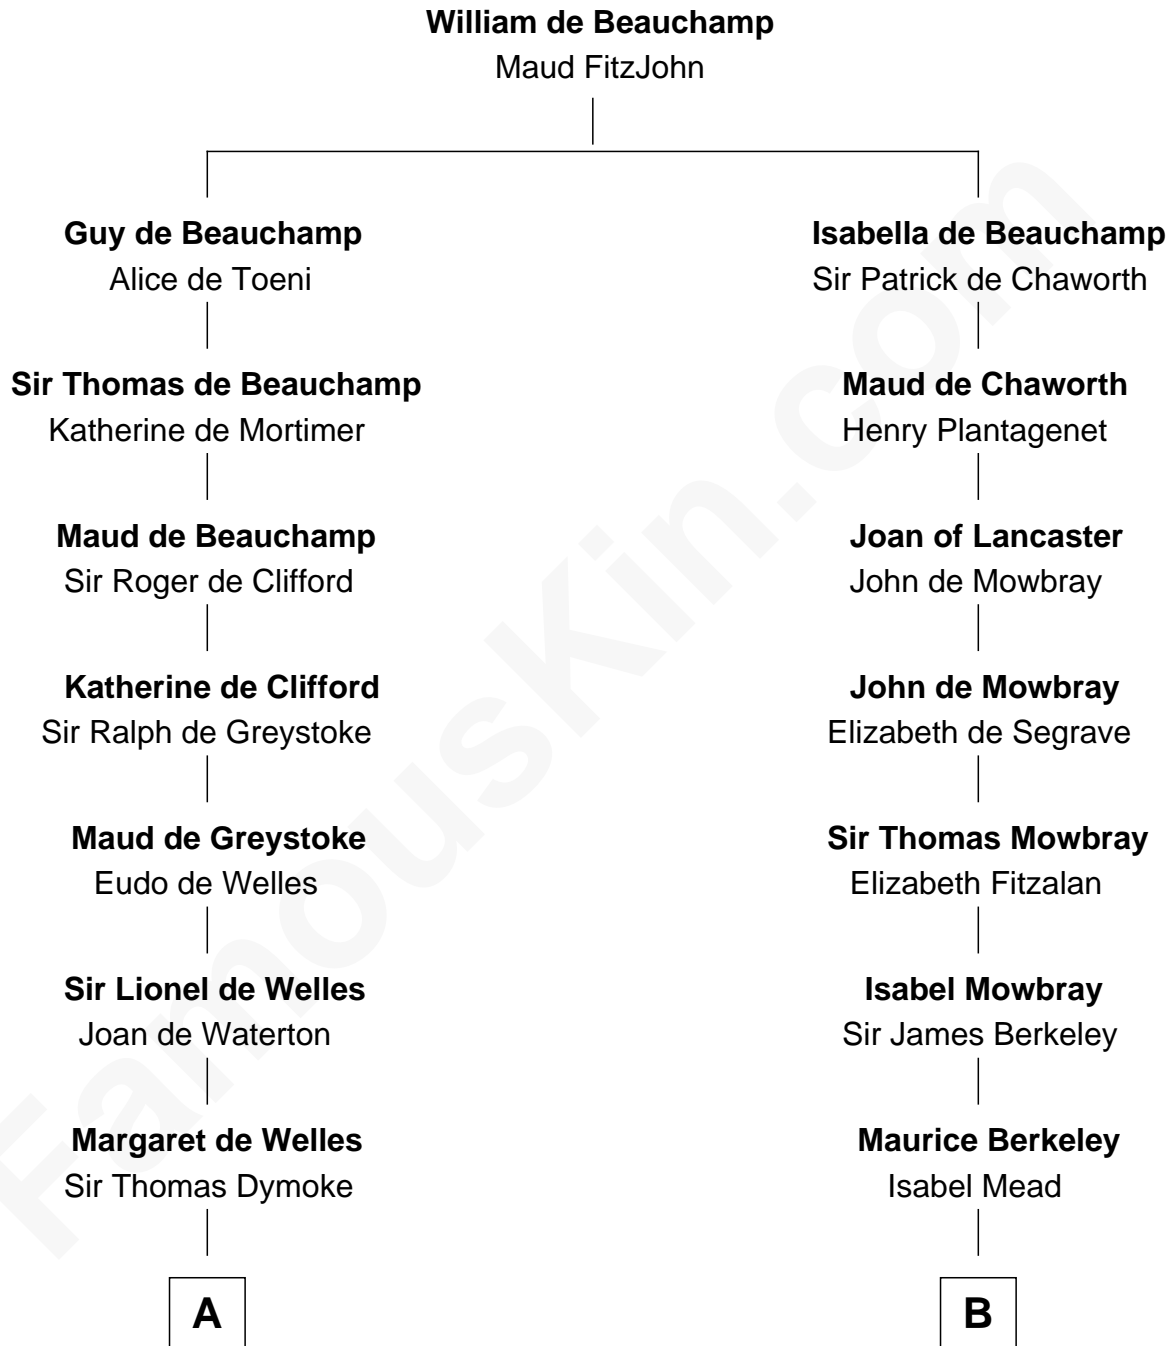 William de Beauchamp
Maud FitzJohn
Guy de Beauchamp
Alice de Toeni
Isabella de Beauchamp
Sir Patrick de Chaworth
Sir Thomas de Beauchamp
Katherine de Mortimer
Maud de Chaworth
Henry Plantagenet
Maud de Beauchamp
Sir Roger de Clifford
Joan of Lancaster
John de Mowbray
Katherine de Clifford
Sir Ralph de Greystoke
John de Mowbray
Elizabeth de Segrave
Maud de Greystoke
Eudo de Welles
Sir Thomas Mowbray
Elizabeth Fitzalan
Sir Lionel de Welles
Joan de Waterton
Isabel Mowbray
Sir James Berkeley
Margaret de Welles
Sir Thomas Dymoke
Maurice Berkeley
Isabel Mead
A
B
FamousKin.com